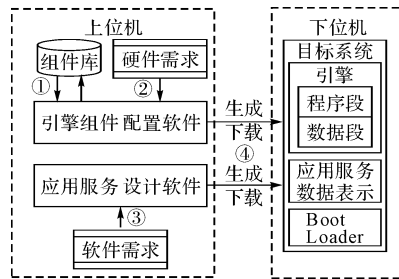 上位机
组件库
硬件需求
①
②
引擎组件 配置软件
应用服务 设计软件
③
软件需求
生成
下载
④
生成
下载
下位机
目标系统
引擎
程序段
数据段
应用服务
数据表示
Boot
Loader